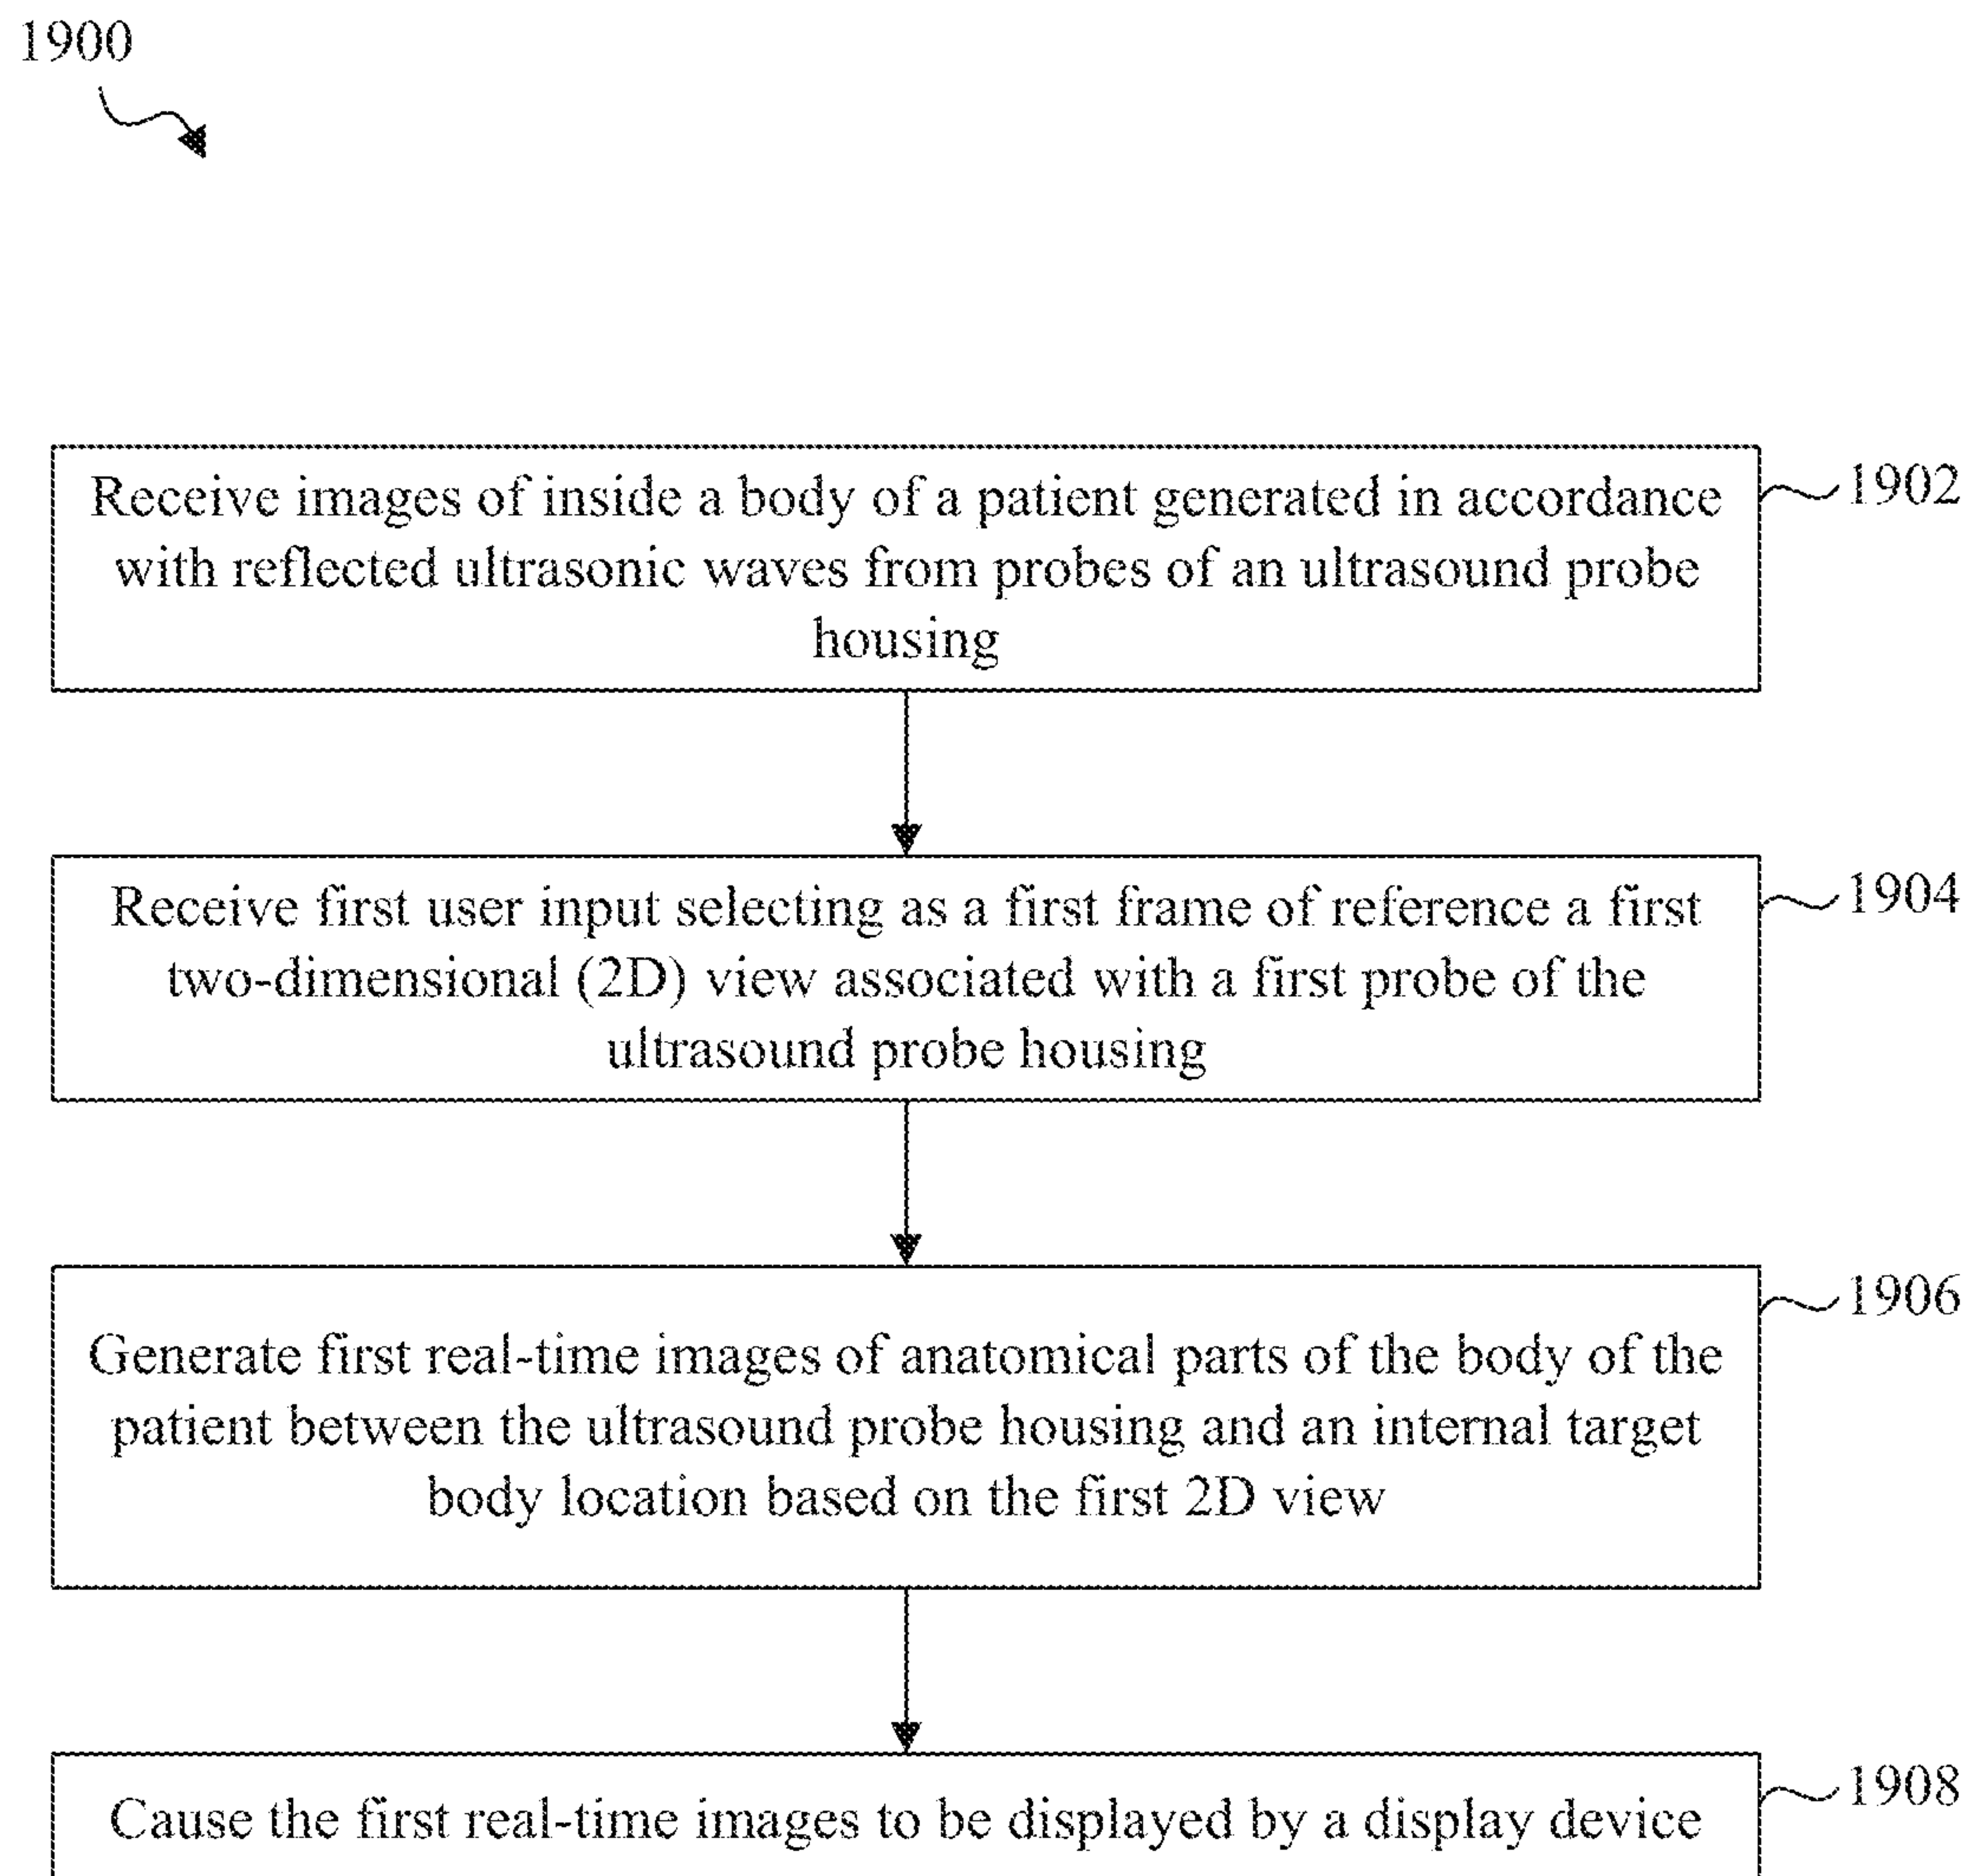 1900
Receive images of inside a body of a patient generated in accordance
with reflected ultrasonic waves from probes of an ultrasound probe
housing
1902
Receive first user input selecting as a first frame of reference a first
two-dimensional (2D) view associated with a first probe of the
ultrasound probe housing
1904
Generate first real-time images of anatomical parts of the body of the
patient between the ultrasound probe housing and an internal target
body location based on the first 2D view
1906
Cause the first real-time images to be displayed by a display device
1908